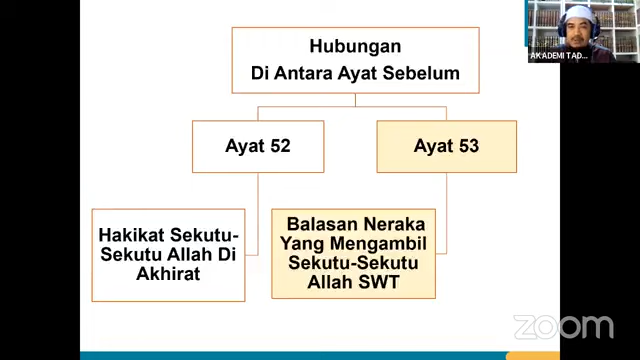 Hubungan
Di Antara Ayat Sebelum
Ayat 52
Ayat 53
Hakikat Sekutu-
Sekutu Allah Di
Akhirat
Balasan Neraka
Yang Mengambil
Sekutu-Sekutu
Allah SWT
AKADEMI TAD...
zoom